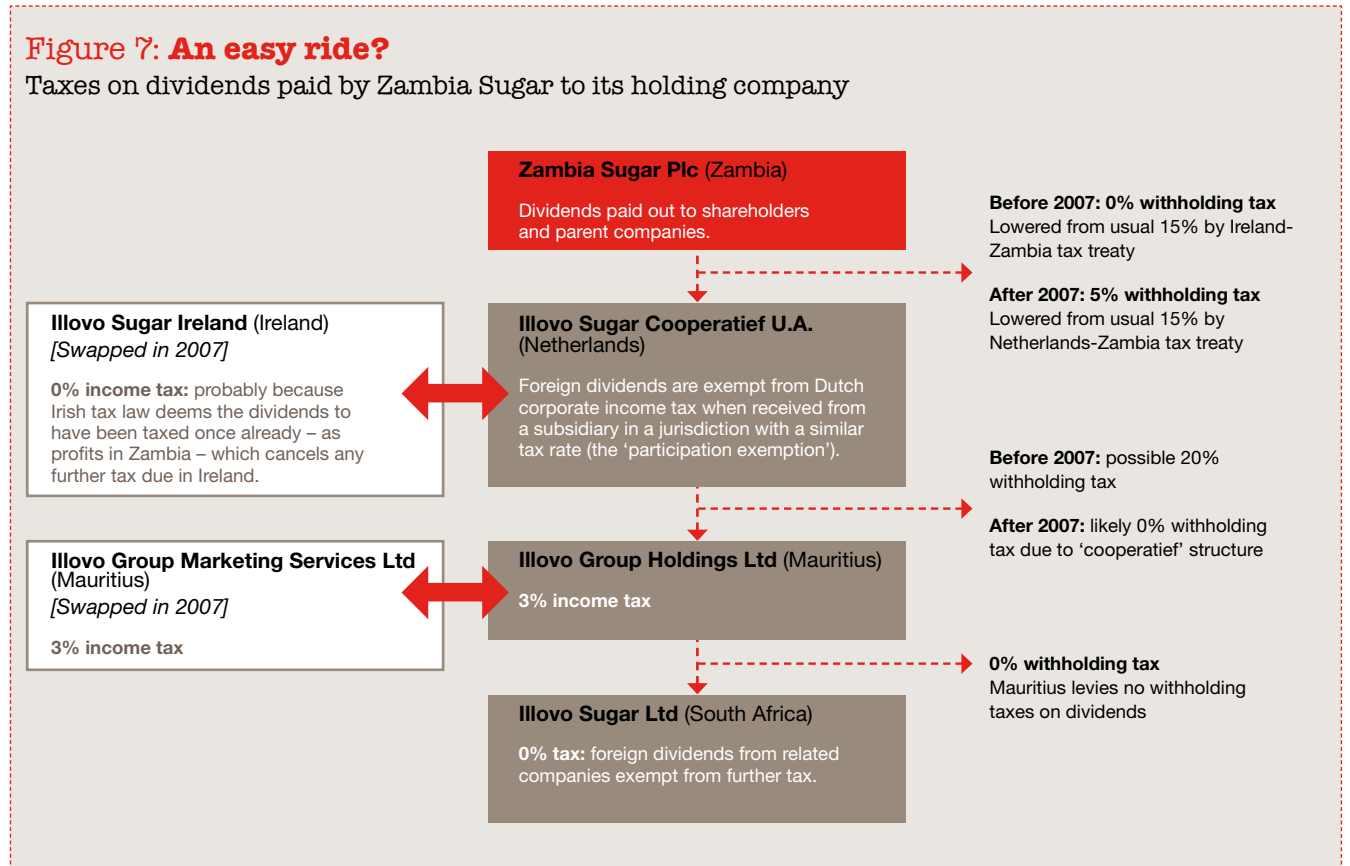 Figure 7: An easy ride?
Taxes on dividends paid by Zambia Sugar to its holding company
Zambia Sugar Plc (Zambia)
Dividends paid out to shareholders
and parent companies.
Before 2007: 0% withholding tax
Lowered from usual 15% by Ireland-
Zambia tax treaty
After 2007: 5% withholding tax
Lowered from usual 15% by
Netherlands-Zambia tax treaty
Illovo Sugar Ireland (Ireland)
[Swapped in 2007]
0% income tax: probably because
Irish tax law deems the dividends to
have been taxed once already – as
profits in Zambia – which cancels any
further tax due in Ireland.
Illovo Sugar Cooperatief U.A.
(Netherlands)
Foreign dividends are exempt from Dutch
corporate income tax when received from
a subsidiary in a jurisdiction with a similar
tax rate (the ‘participation exemption’).
Before 2007: possible 20%
withholding tax
After 2007: likely 0% withholding
tax due to ‘cooperatief’ structure
Illovo Group Marketing Services Ltd
(Mauritius)
[Swapped in 2007]
3% income tax
Illovo Group Holdings Ltd (Mauritius)
3% income tax
0% withholding tax
Mauritius levies no withholding
taxes on dividends
Illovo Sugar Ltd (South Africa)
0% tax: foreign dividends from related
companies exempt from further tax.